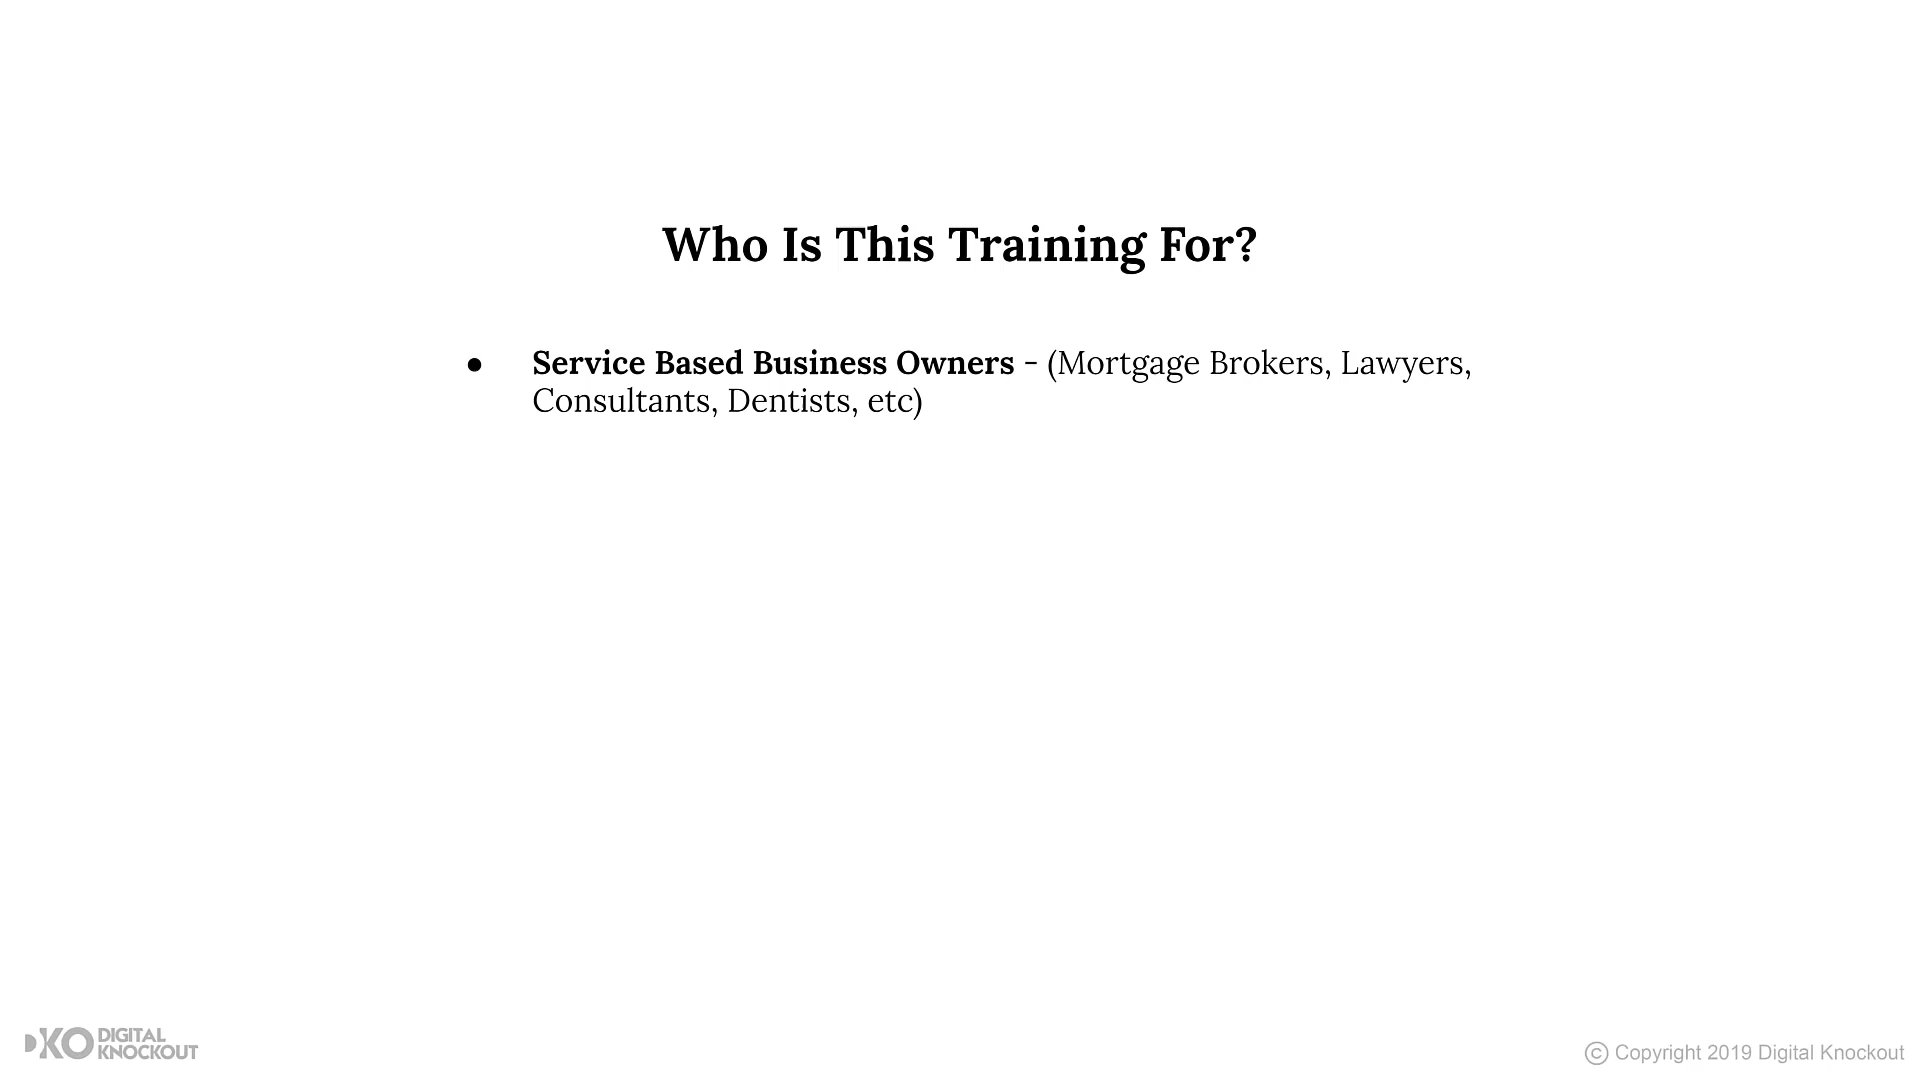 Who Is This Training For?
● Service Based Business Owners - (Mortgage Brokers, Lawyers,
Consultants, Dentists, etc)
DKO DIGITAL
KNOCKOUT
© Copyright 2019 Digital Knockout